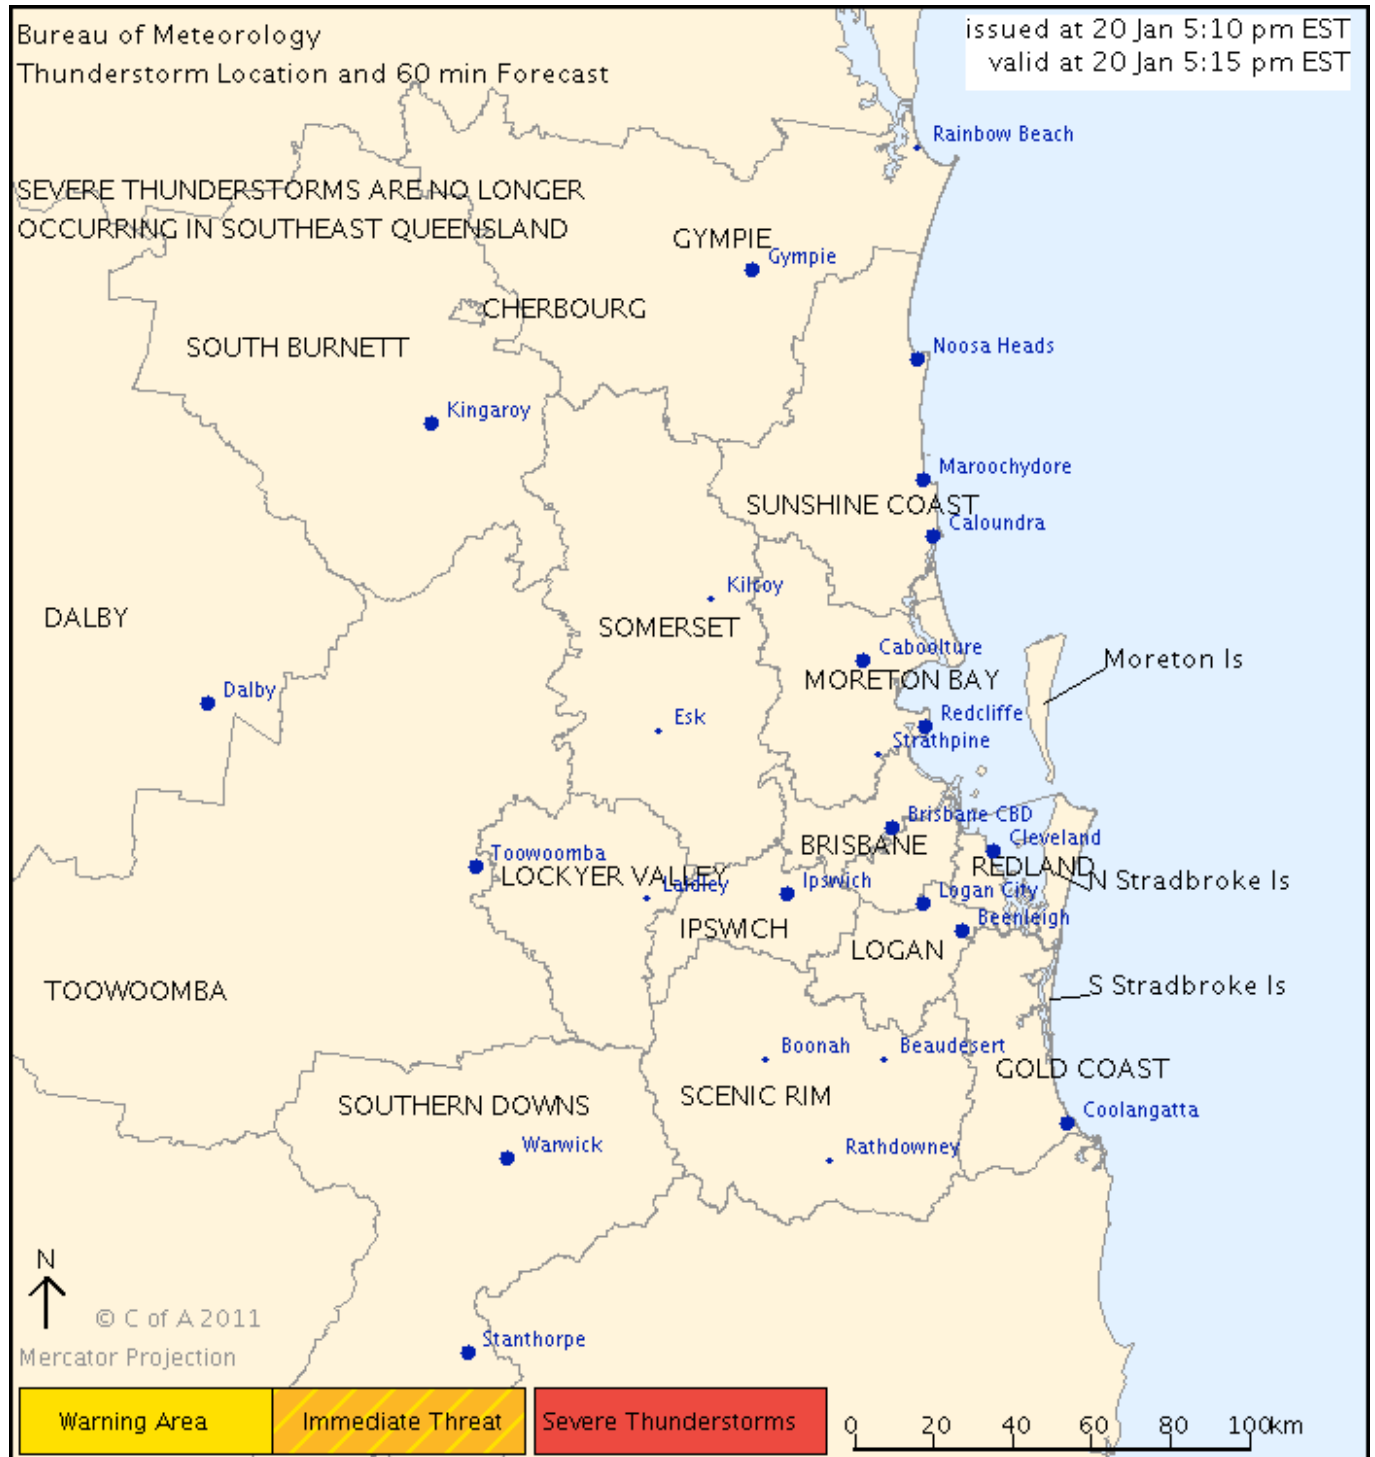 Bureau of Meteorology
Thunderstorm Location and 60 min Forecast
issued at 20 Jan 5:10 pm EST
valid at 20 Jan 5:15 pm EST
Rainbow Beach
SEVERE THUNDERSTORMS ARE NO LONGER
OCCURRING IN SOUTHEAST QUEENSLAND
GYMPIE
Gympie
CHERBOURG
SOUTH BURNETT
Noosa Heads
Kingaroy
Maroochydore
SUNSHINE COAST
Caloundra
Kilcoy
DALBY
SOMERSET
Caboolture
Moreton Is
MORETON BAY
Dalby
Esk
Redcliffe
Strathpine
Brisbane CBD
BRISBANE
Cleveland
Toowoomba
LOCKYER VALLEY
REDLAND
Laidley
Ipswich
Logan City
N Stradbroke Is
IPSWICH
Beenleigh
LOGAN
TOOWOOMBA
S Stradbroke Is
Boonah
Beaudesert
GOLD COAST
SOUTHERN DOWNS
SCENIC RIM
Coolangatta
Warwick
Rathdowney
N
© C of A 2011
Mercator Projection
Stanthorpe
Warning Area
Immediate Threat
Severe Thunderstorms
0 20 40 60 80 100km